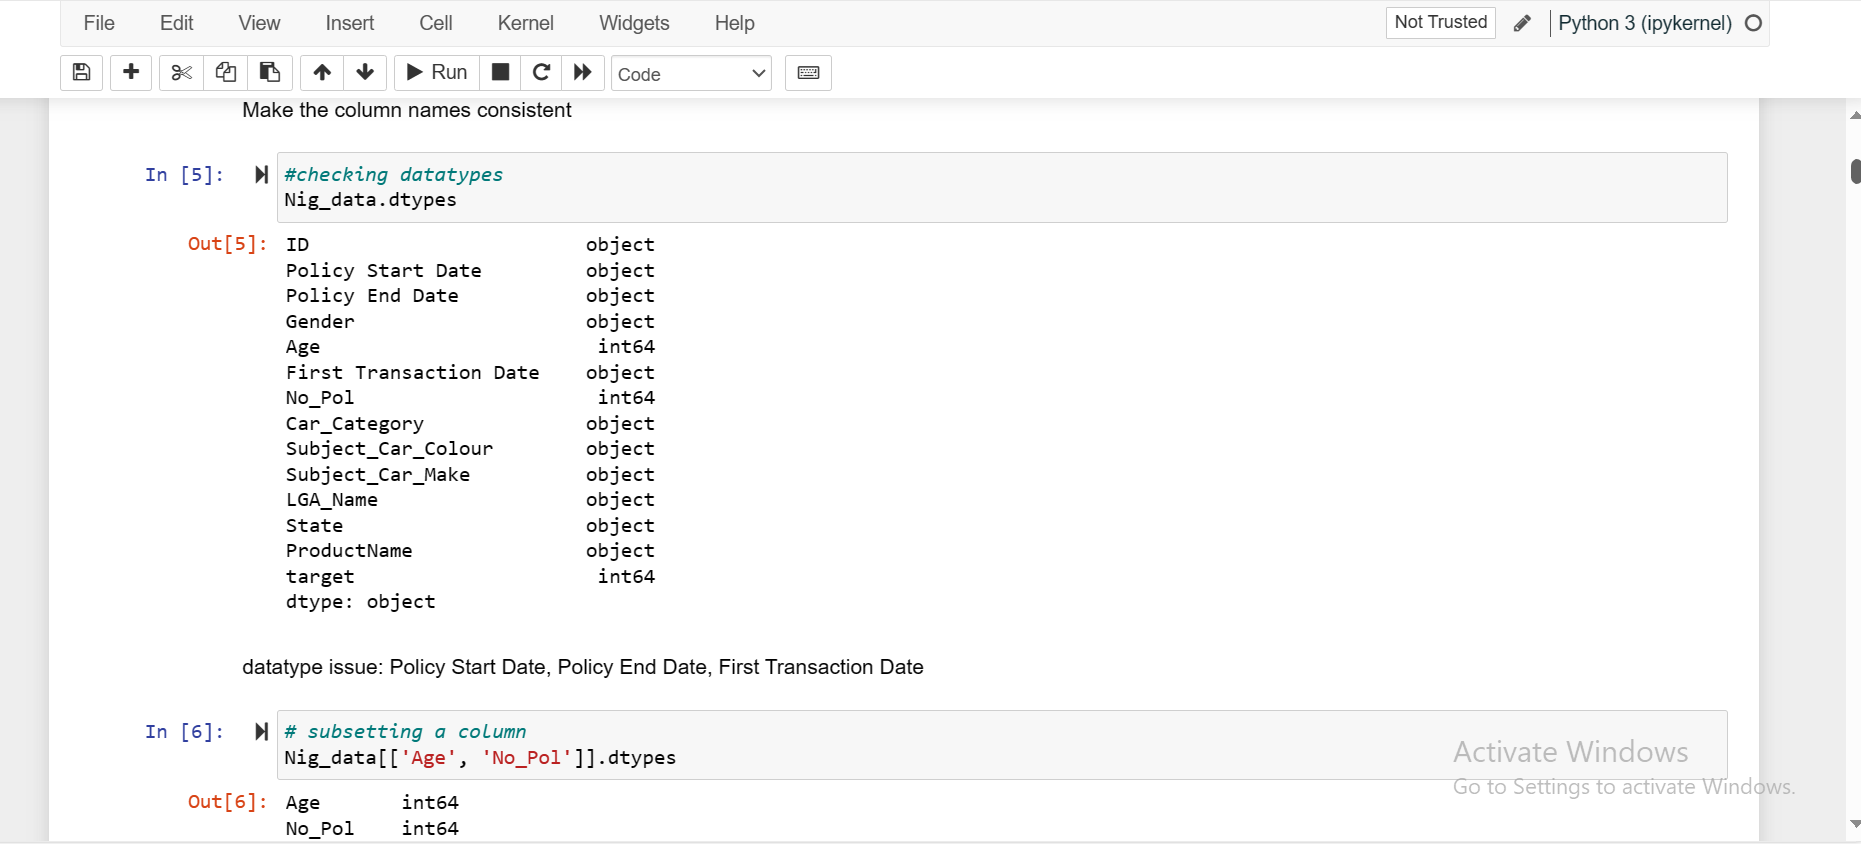 File Edit View Insert Cell Kernel Widgets Help Not Trusted Python 3 (ipykernel)
Run Code
Make the column names consistent
In [5]: #checking datatypes
Nig_data.dtypes
Out[5]: ID object
Policy Start Date object
Policy End Date object
Gender object
Age int64
First Transaction Date object
No_Pol int64
Car_Category object
Subject_Car_Colour object
Subject_Car_Make object
LGA_Name object
State object
ProductName object
target int64
dtype: object
datatype issue: Policy Start Date, Policy End Date, First Transaction Date
In [6]: # subsetting a column
Nig_data[['Age', 'No_Pol']].dtypes
Activate Windows
Go to Settings to activate Windows.
Out[6]: Age int64
No_Pol int64